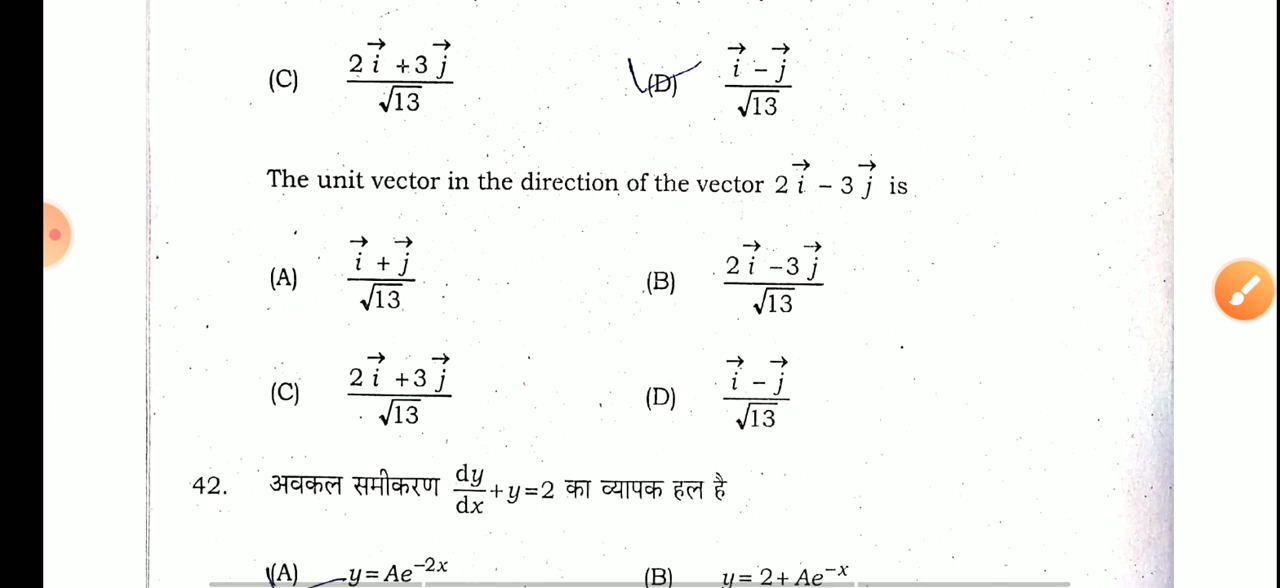 (C) (2i⃗ + 3j⃗)/√13 (D) (i⃗ − j⃗)/√13
The unit vector in the direction of the vector 2i⃗ − 3j⃗ is
(A) (i⃗ + j⃗)/√13 (B) (2i⃗ − 3j⃗)/√13
(C) (2i⃗ + 3j⃗)/√13 (D) (i⃗ − j⃗)/√13
42. अवकल समीकरण dy/dx + y = 2 का व्यापक हल है
(A) y = Ae⁻²ˣ (B) y = 2 + Ae⁻ˣ